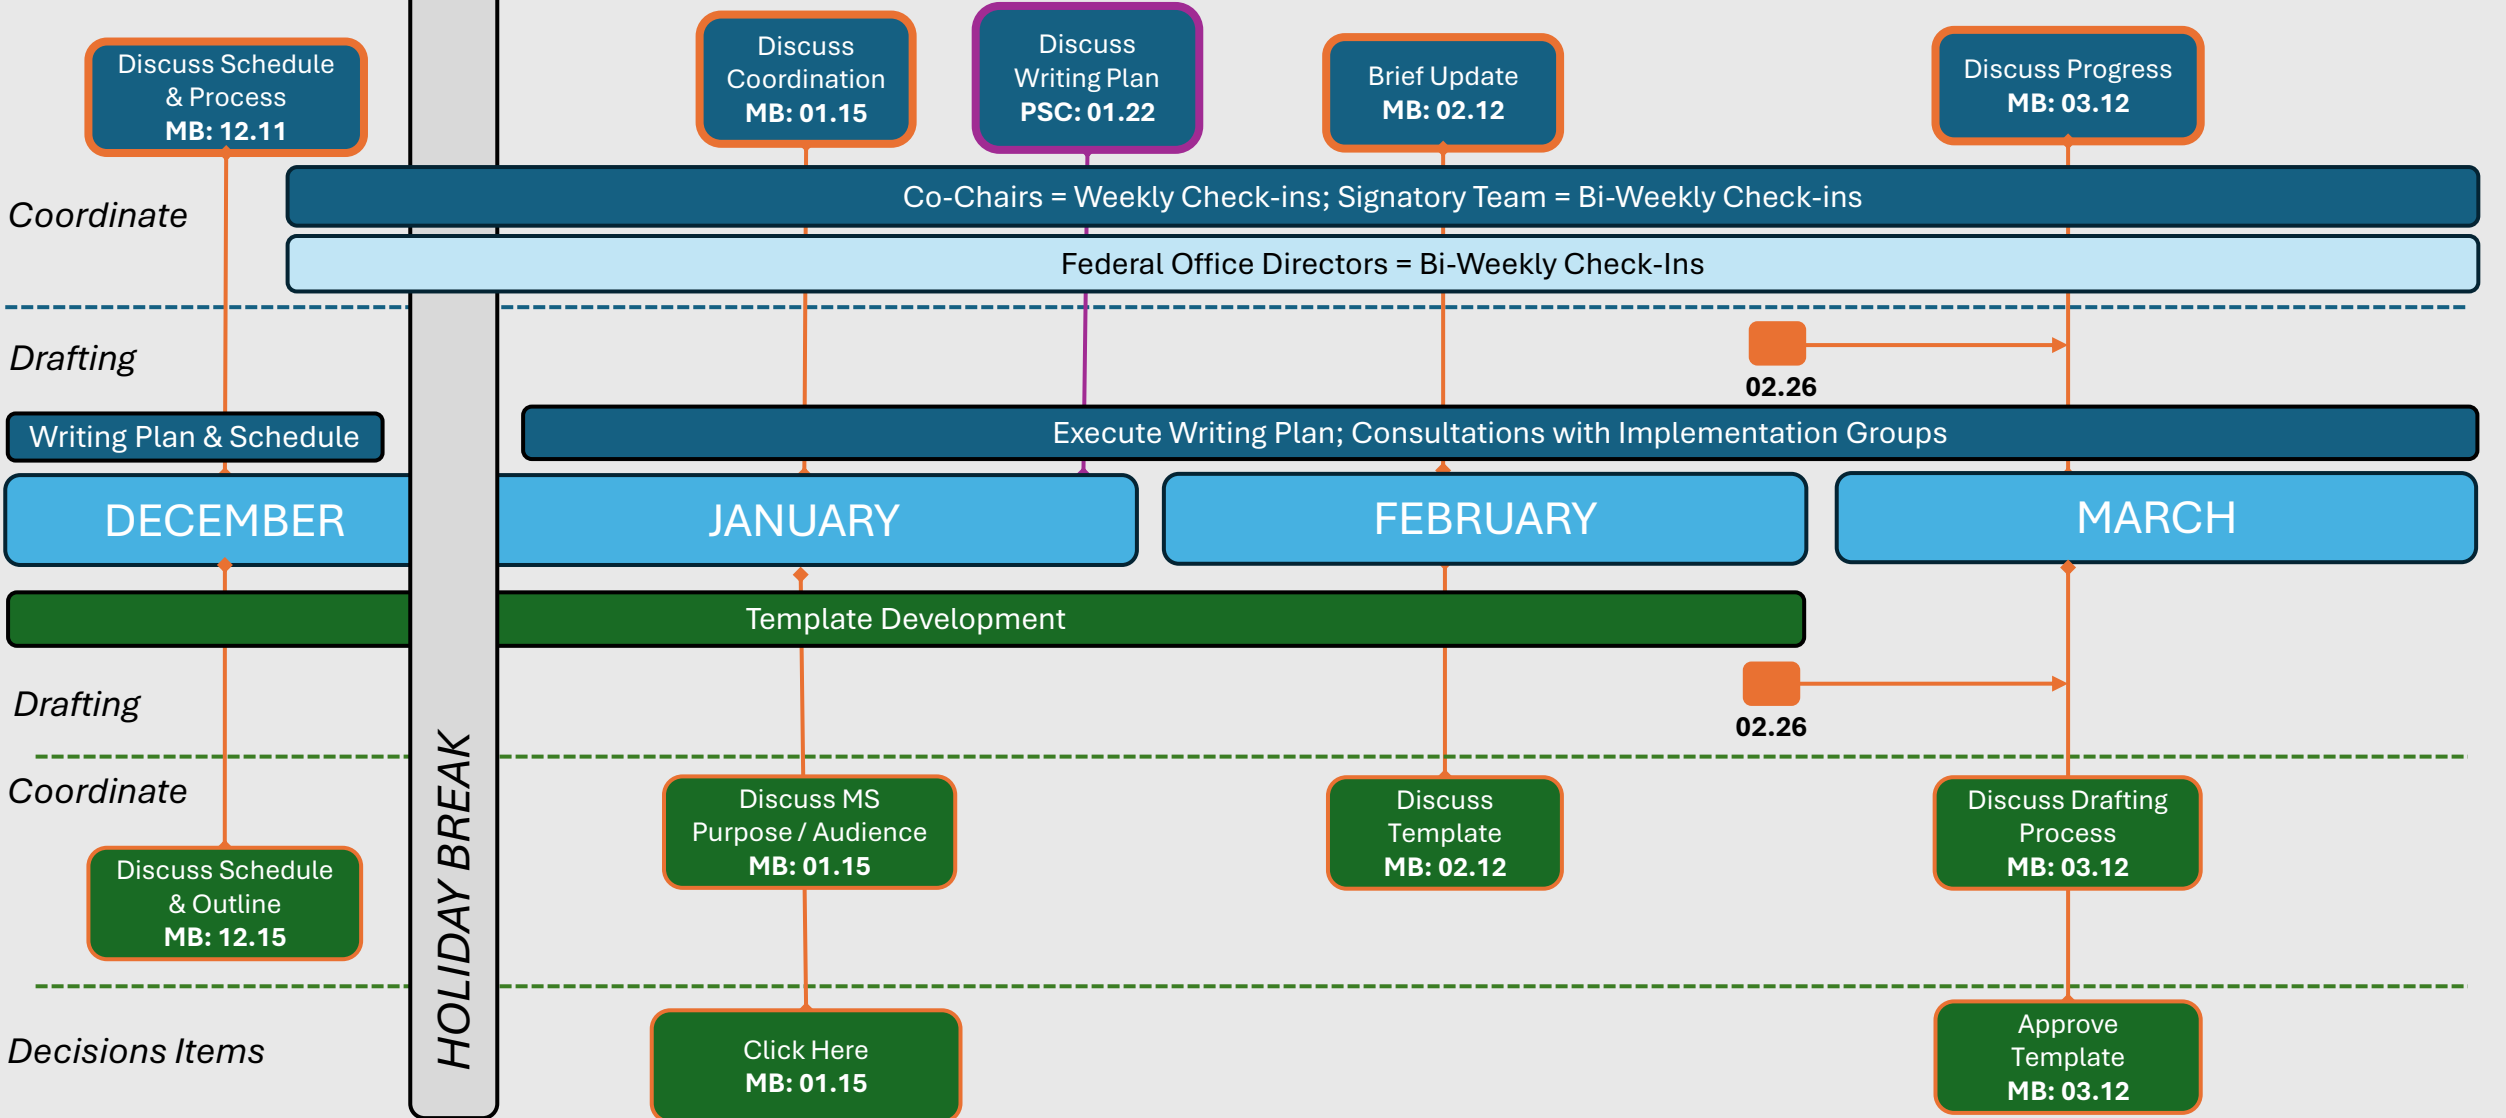 Discuss Schedule
& Process
MB: 12.11
Discuss
Coordination
MB: 01.15
Discuss
Writing Plan
PSC: 01.22
Brief Update
MB: 02.12
Discuss Progress
MB: 03.12
Coordinate
Co-Chairs = Weekly Check-ins; Signatory Team = Bi-Weekly Check-ins
Federal Office Directors = Bi-Weekly Check-Ins
Drafting
02.26
Writing Plan & Schedule
Execute Writing Plan; Consultations with Implementation Groups
DECEMBER
JANUARY
FEBRUARY
MARCH
Template Development
Drafting
02.26
HOLIDAY BREAK
Coordinate
Discuss Schedule
& Outline
MB: 12.15
Discuss MS
Purpose / Audience
MB: 01.15
Discuss
Template
MB: 02.12
Discuss Drafting
Process
MB: 03.12
Decisions Items
Click Here
MB: 01.15
Approve
Template
MB: 03.12